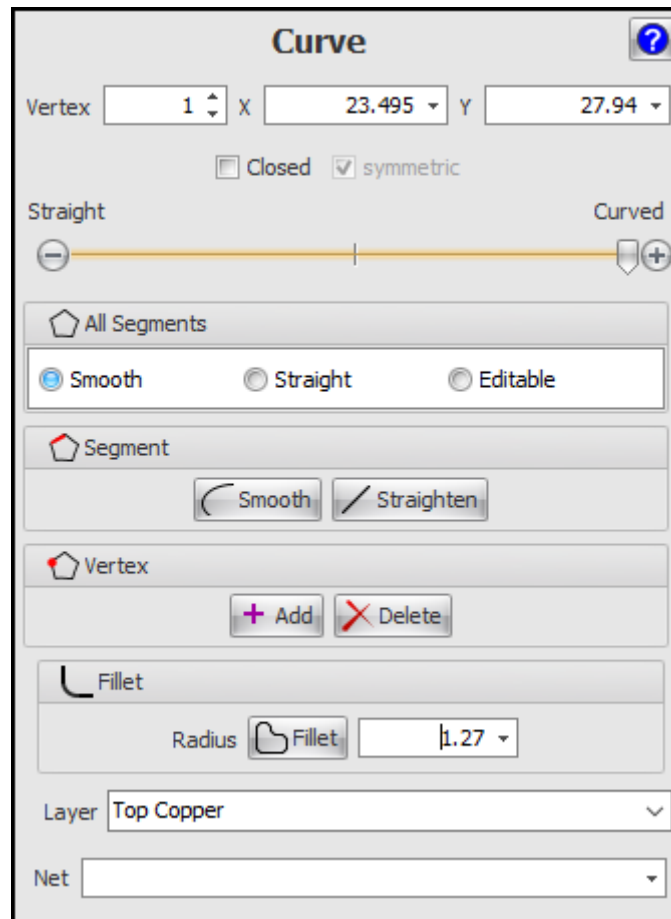 Curve ?
Vertex 1 X 23.495 Y 27.94
Closed symmetric
Straight Curved
All Segments
Smooth Straight Editable
Segment
Smooth Straighten
Vertex
Add Delete
Fillet
Radius Fillet 1.27
Layer Top Copper
Net